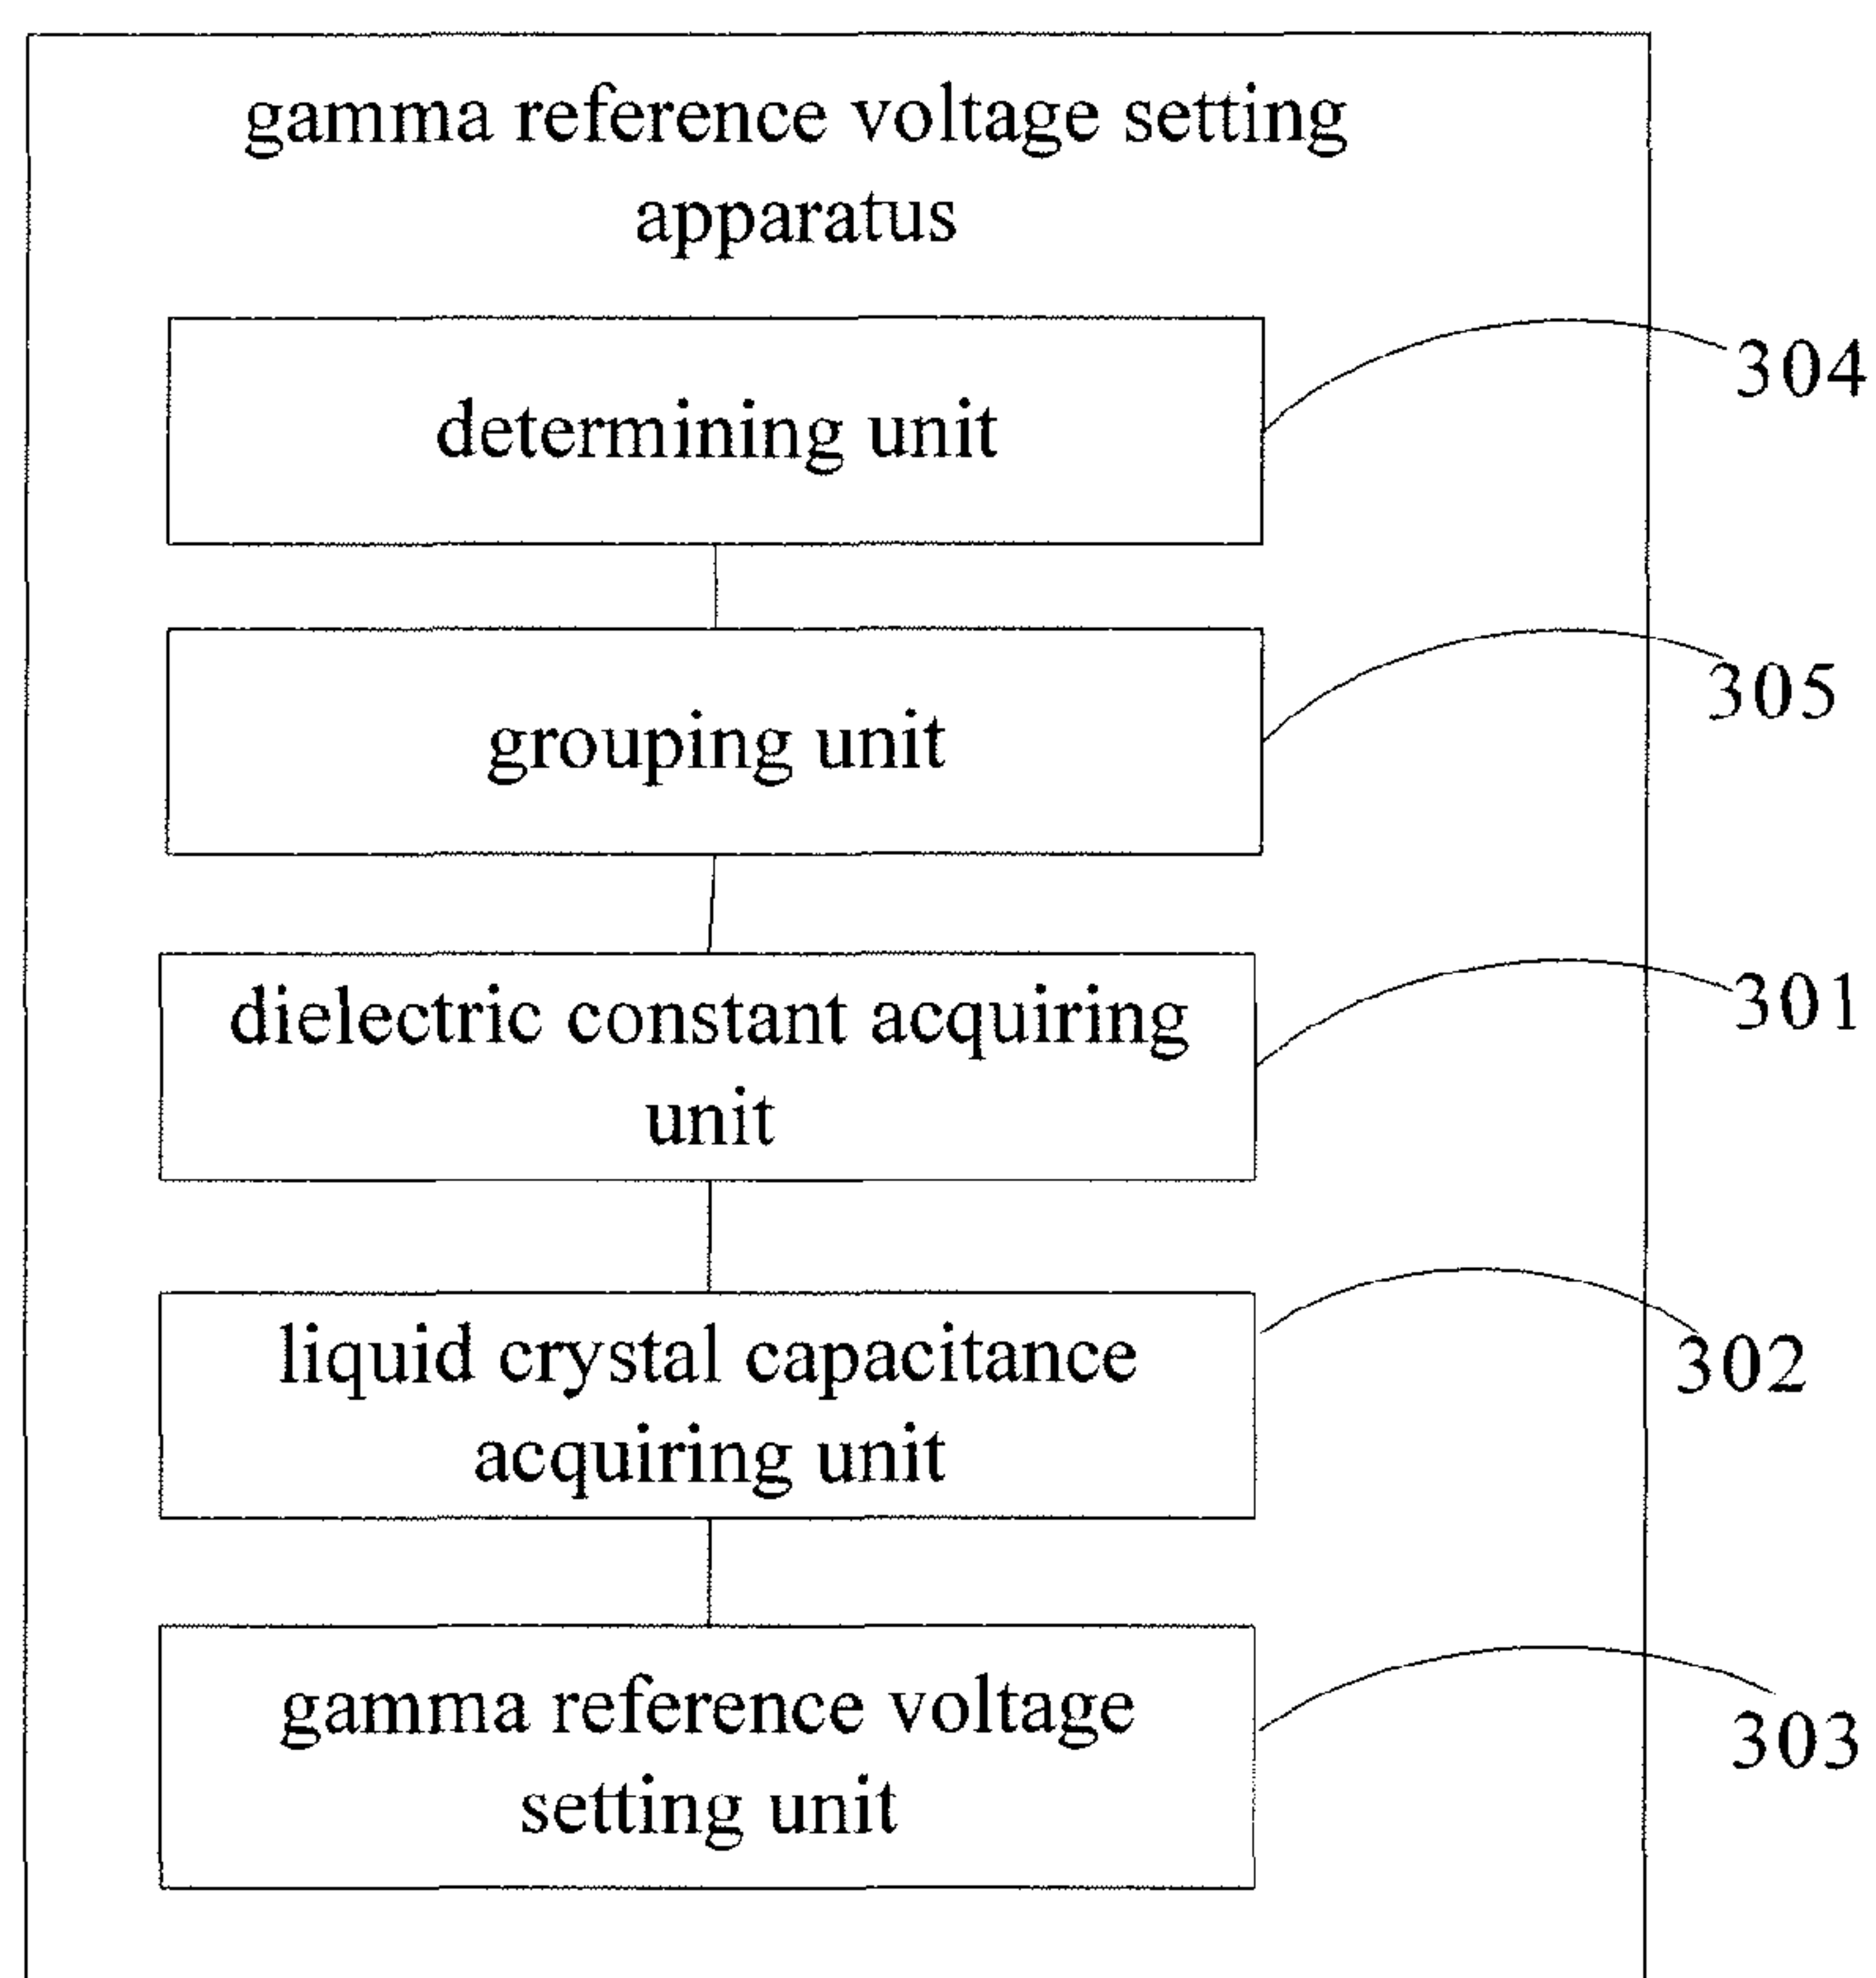 gamma reference voltage setting
apparatus
determining unit
304
grouping unit
305
dielectric constant acquiring
unit
301
liquid crystal capacitance
acquiring unit
302
gamma reference voltage
setting unit
303